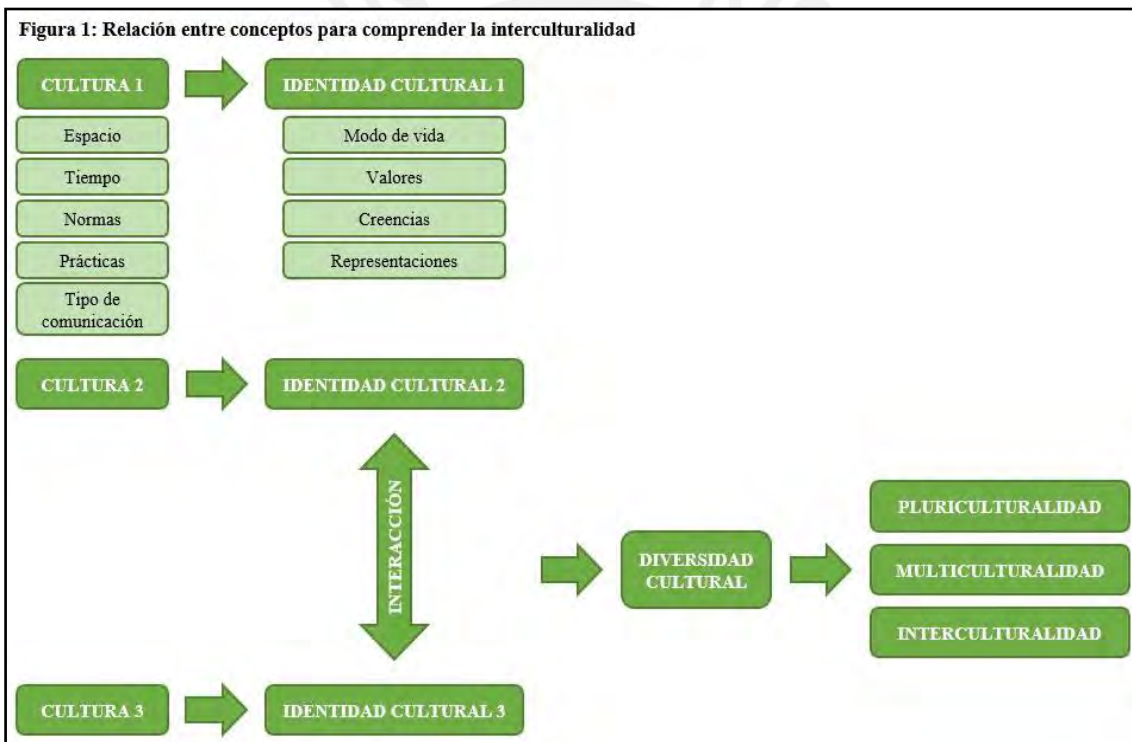 Figura 1: Relación entre conceptos para comprender la interculturalidad
CULTURA 1
IDENTIDAD CULTURAL 1
Espacio
Tiempo
Normas
Prácticas
Tipo de
comunicación
Modo de vida
Valores
Creencias
Representaciones
CULTURA 2
IDENTIDAD CULTURAL 2
INTERACCIÓN
DIVERSIDAD
CULTURAL
PLURICULTURALIDAD
MULTICULTURALIDAD
INTERCULTURALIDAD
CULTURA 3
IDENTIDAD CULTURAL 3